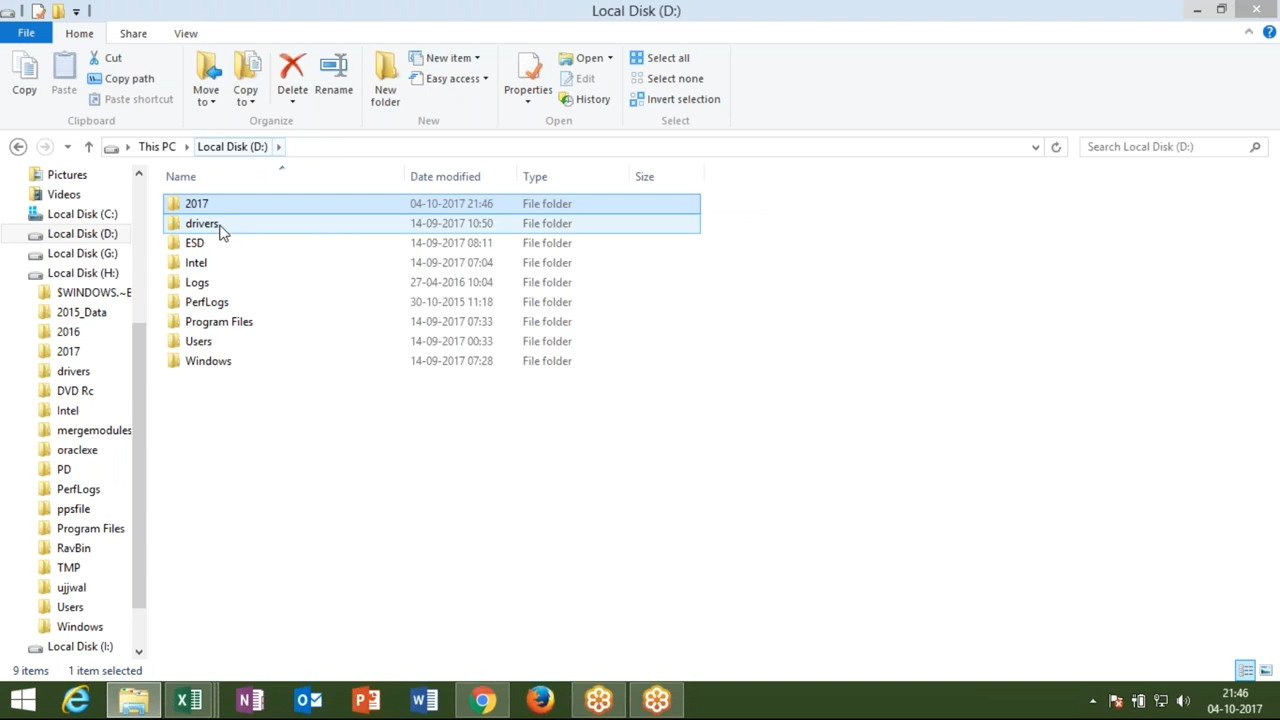 Local Disk (D:)
File Home Share View
Copy
Paste
Cut
Copy path
Paste shortcut
Clipboard
Move to
Copy to
Delete
Rename
Organize
New folder
New item
Easy access
New
Properties
Open
Edit
History
Open
Select all
Select none
Invert selection
Select
This PC Local Disk (D:)
Search Local Disk (D:)
Pictures
Videos
Local Disk (C:)
Local Disk (D:)
Local Disk (G:)
Local Disk (H:)
$WINDOWS.~E
2015_Data
2016
2017
drivers
DVD Rc
Intel
mergemodules
oraclexe
PD
PerfLogs
ppsfile
Program Files
RavBin
TMP
ujjwal
Users
Windows
Local Disk (I:)
Name Date modified Type Size
2017 04-10-2017 21:46 File folder
drivers 14-09-2017 10:50 File folder
ESD 14-09-2017 08:11 File folder
Intel 14-09-2017 07:04 File folder
Logs 27-04-2016 10:04 File folder
PerfLogs 30-10-2015 11:18 File folder
Program Files 14-09-2017 07:33 File folder
Users 14-09-2017 00:33 File folder
Windows 14-09-2017 07:28 File folder
9 items 1 item selected
21:46
04-10-2017